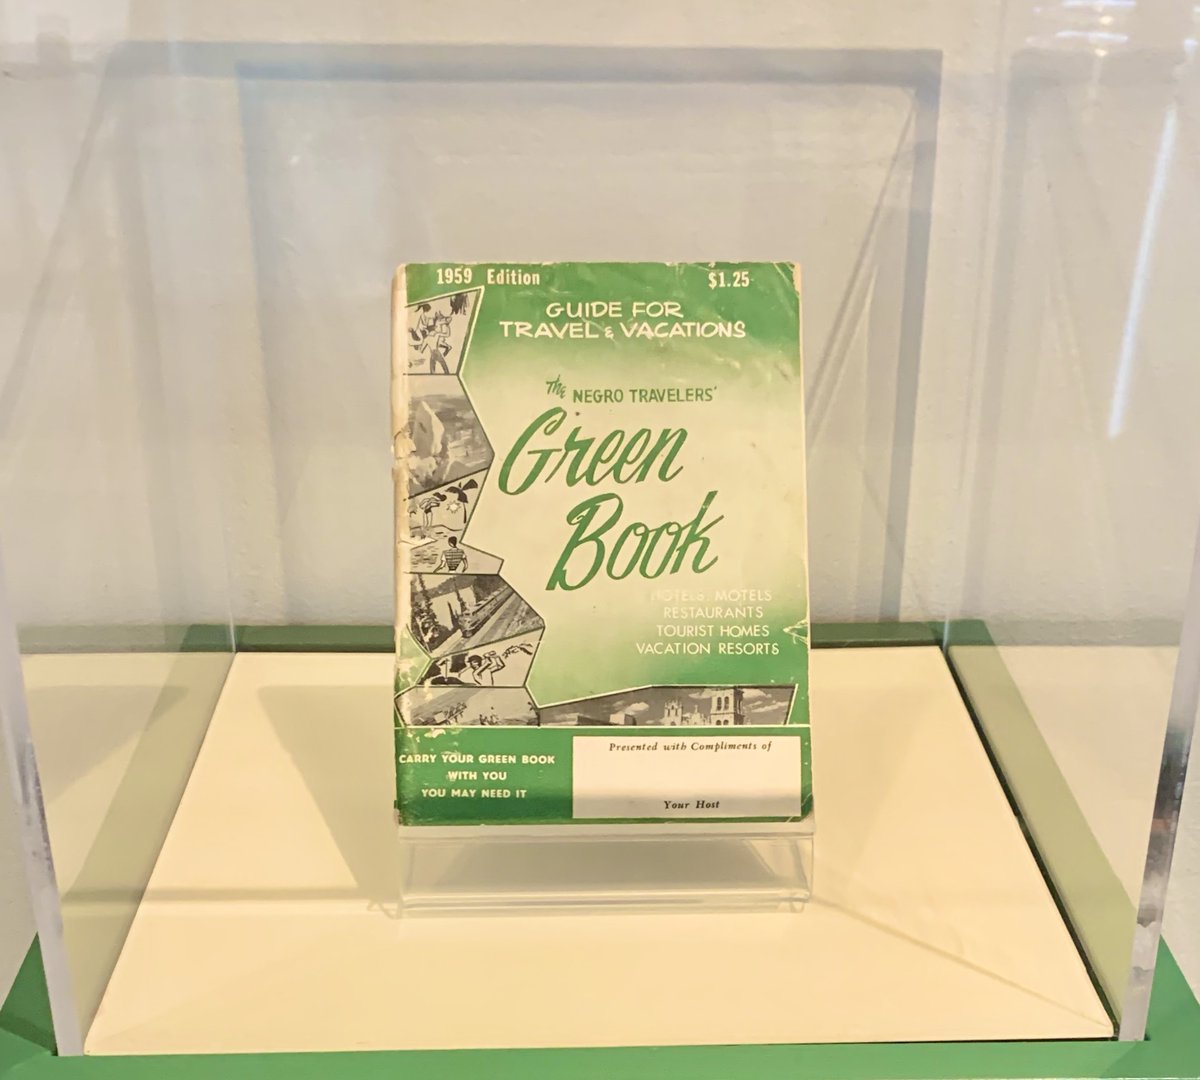 1959 Edition $1.25
GUIDE FOR
TRAVEL & VACATIONS
The NEGRO TRAVELERS'
Green
Book
HOTELS, MOTELS
RESTAURANTS
TOURIST HOMES
VACATION RESORTS
CARRY YOUR GREEN BOOK
WITH YOU
YOU MAY NEED IT
Presented with Compliments of
Your Host